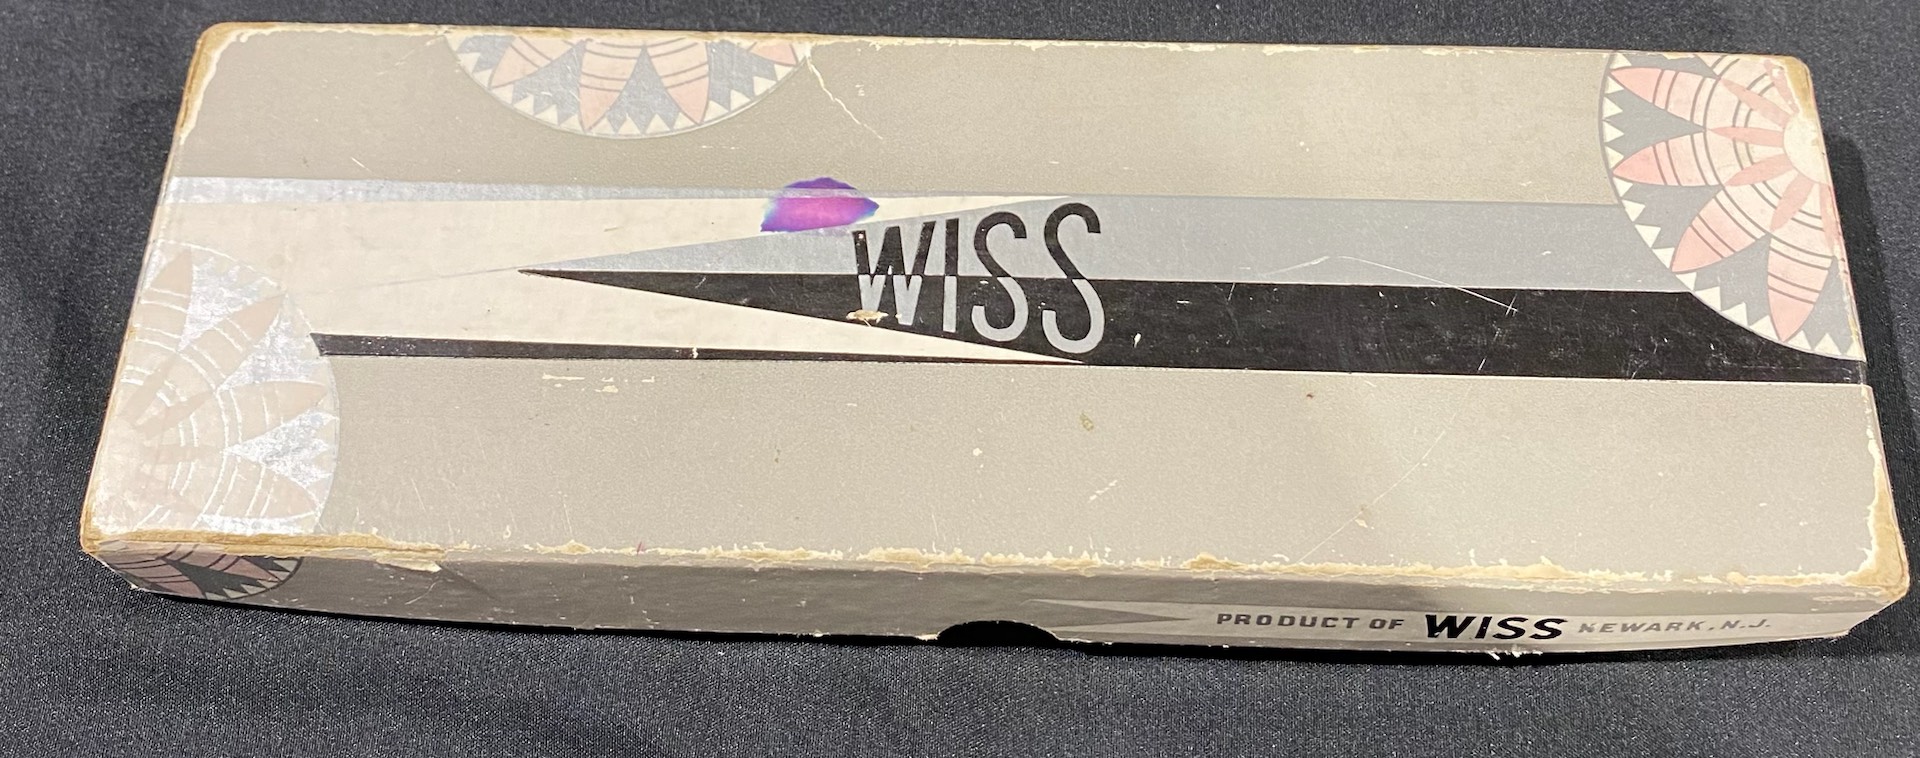 WISS
PRODUCT OF WISS NEWARK, N.J.